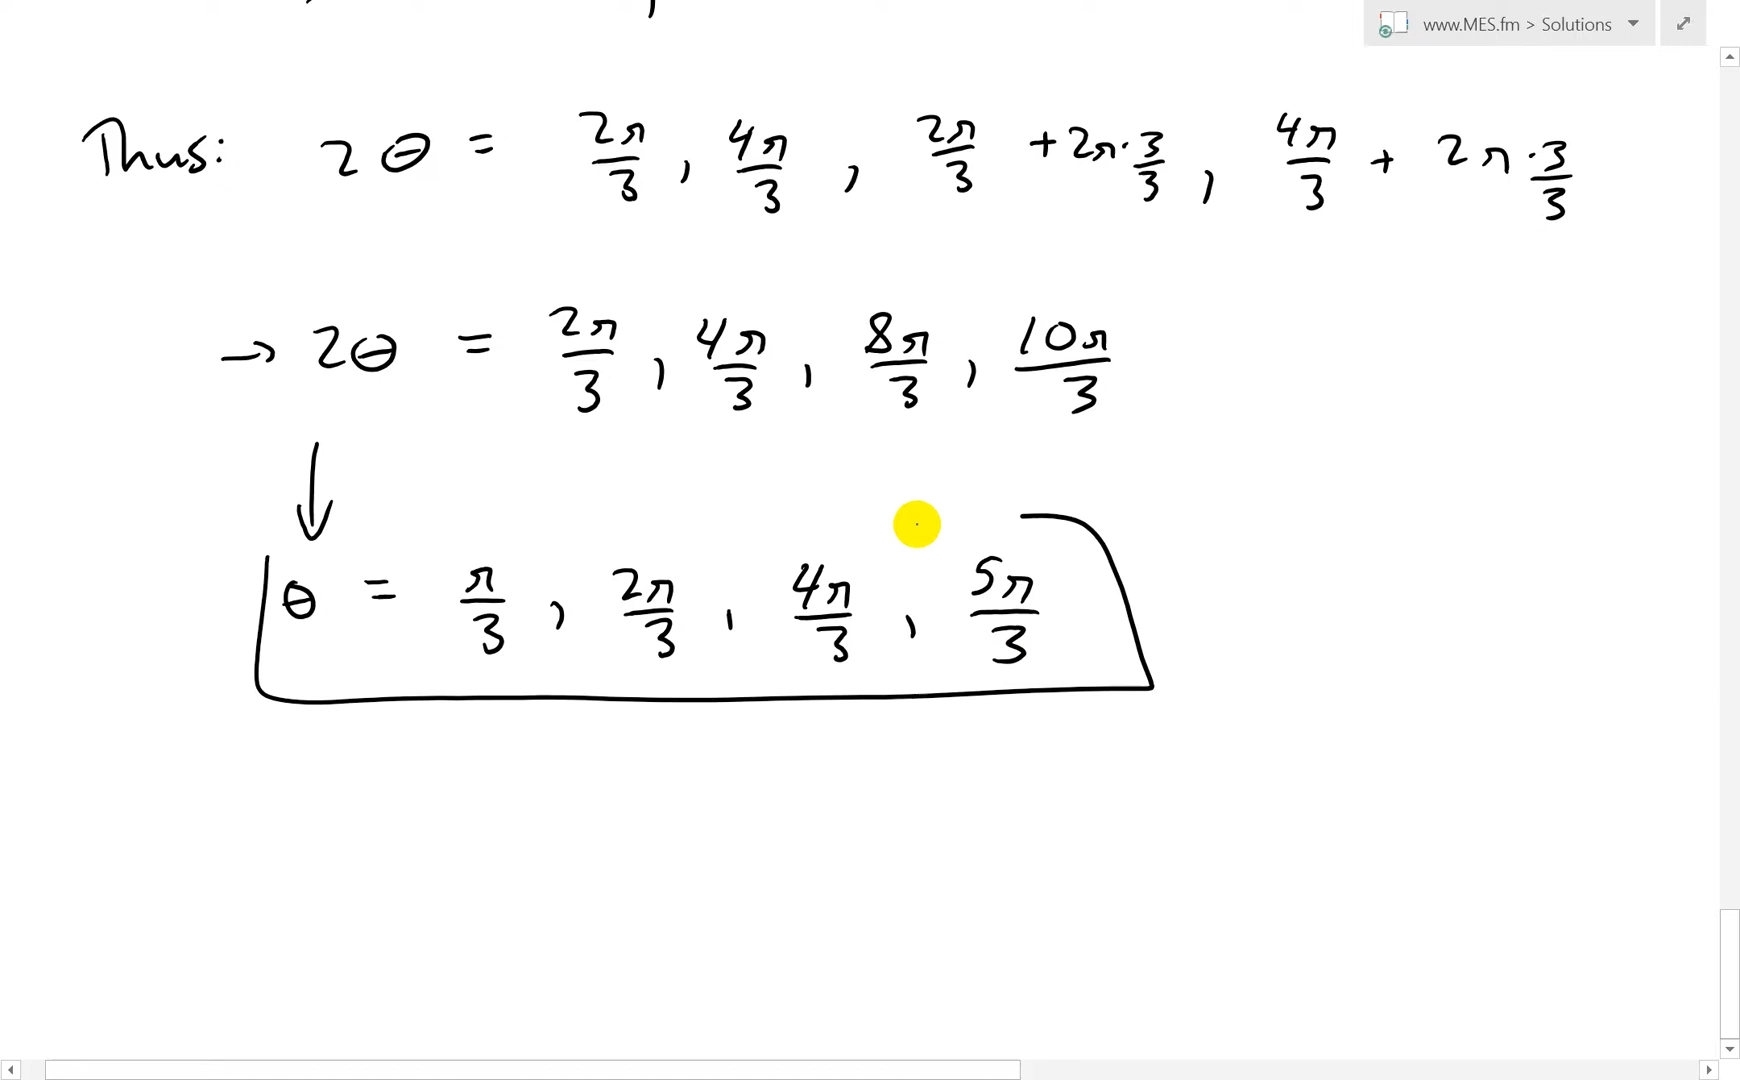 www.MES.fm > Solutions
Thus: 2θ = 2π/3, 4π/3, 2π/3 + 2π·3/3, 4π/3 + 2π·3/3
→ 2θ = 2π/3, 4π/3, 8π/3, 10π/3
↓
θ = π/3, 2π/3, 4π/3, 5π/3